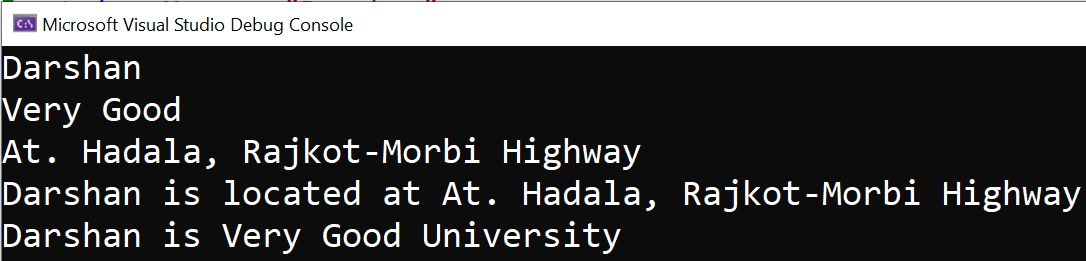 Microsoft Visual Studio Debug Console
Darshan
Very Good
At. Hadala, Rajkot-Morbi Highway
Darshan is located at At. Hadala, Rajkot-Morbi Highway
Darshan is Very Good University